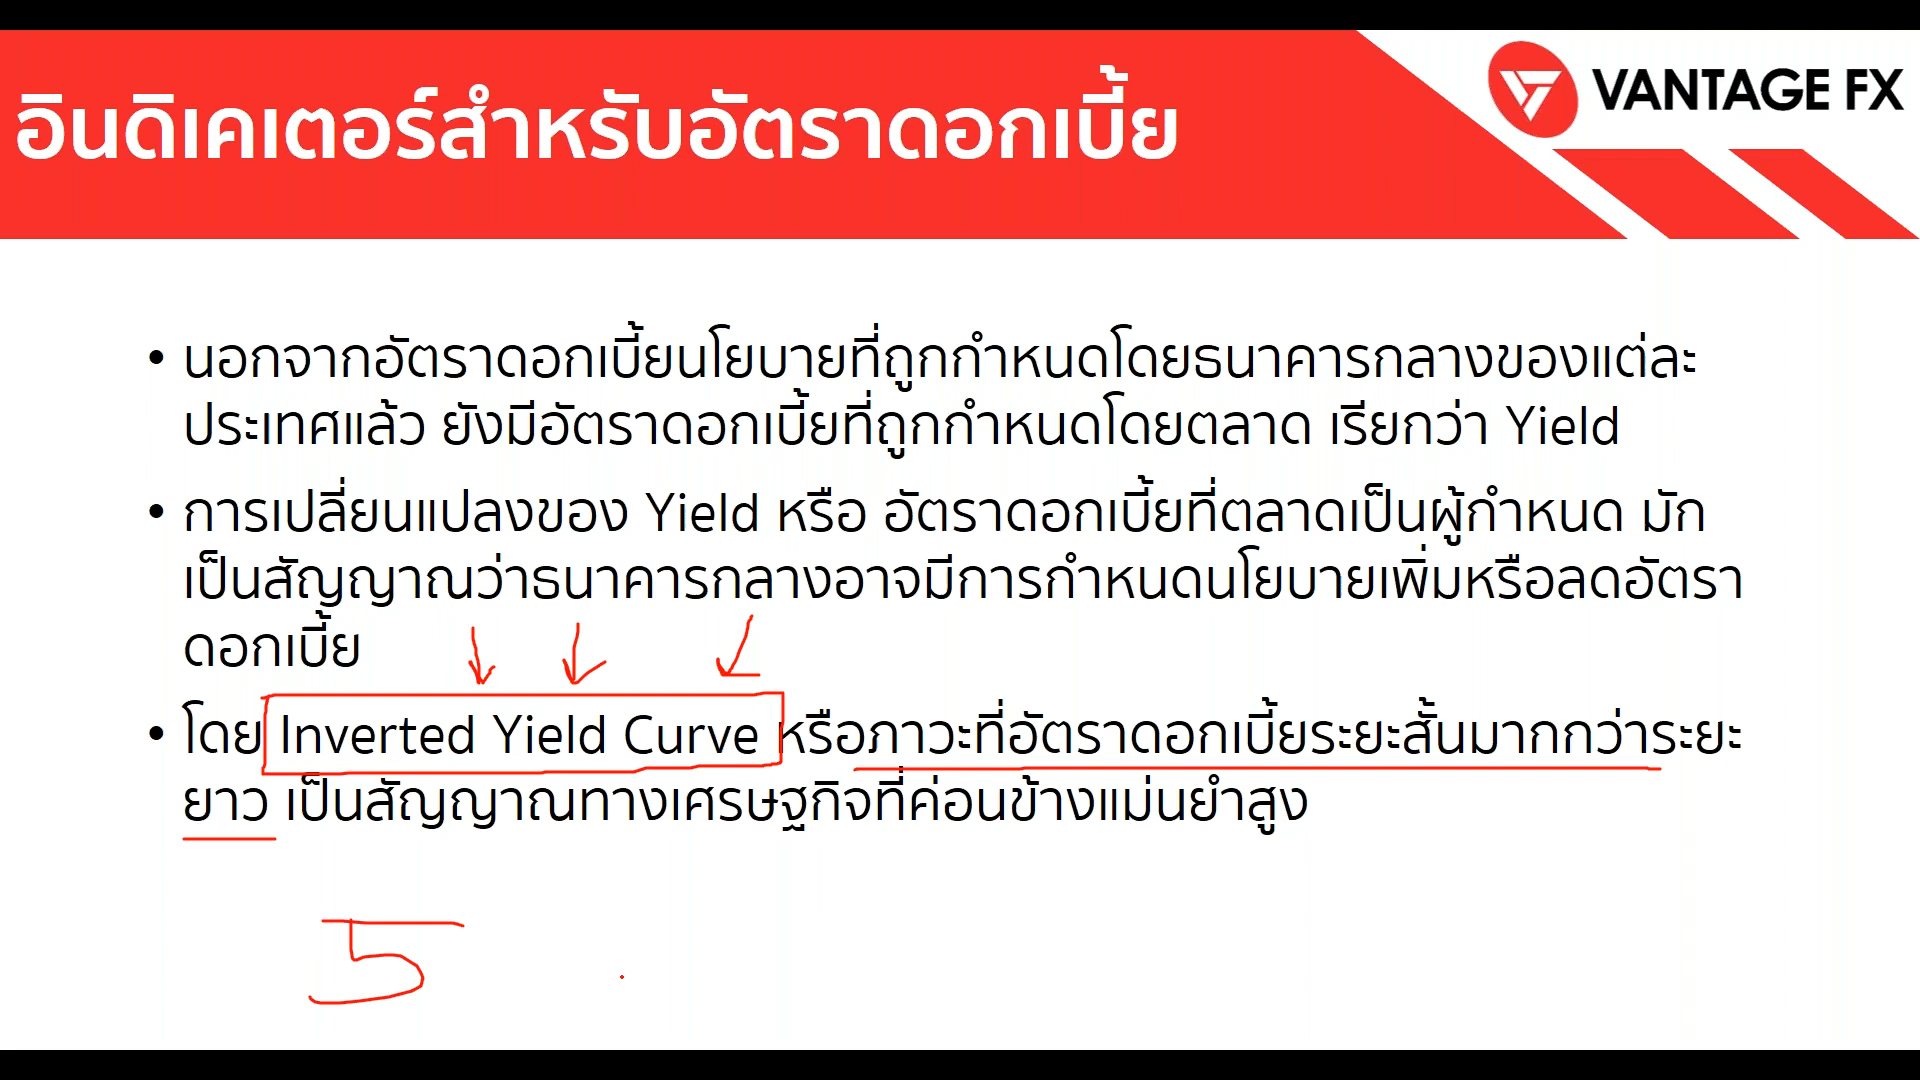 อินดิเคเตอร์สำหรับอัตราดอกเบี้ย
VANTAGE FX
• นอกจากอัตราดอกเบี้ยนโยบายที่ถูกกำหนดโดยธนาคารกลางของแต่ละ
ประเทศแล้ว ยังมีอัตราดอกเบี้ยที่ถูกกำหนดโดยตลาด เรียกว่า Yield
• การเปลี่ยนแปลงของ Yield หรือ อัตราดอกเบี้ยที่ตลาดเป็นผู้กำหนด มัก
เป็นสัญญาณว่าธนาคารกลางอาจมีการกำหนดนโยบายเพิ่มหรือลดอัตรา
ดอกเบี้ย
• โดย Inverted Yield Curve หรือภาวะที่อัตราดอกเบี้ยระยะสั้นมากกว่าระยะ
ยาว เป็นสัญญาณทางเศรษฐกิจที่ค่อนข้างแม่นยำสูง
5